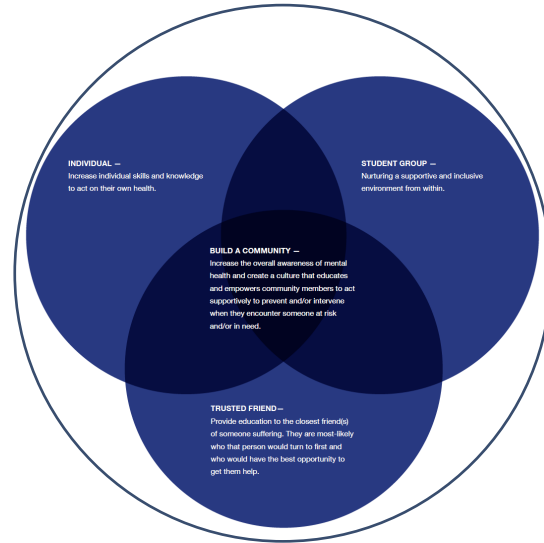 INDIVIDUAL —
Increase individual skills and knowledge
to act on their own health.
STUDENT GROUP —
Nurturing a supportive and inclusive
environment from within.
BUILD A COMMUNITY —
Increase the overall awareness of mental
health and create a culture that educates
and empowers community members to act
supportively to prevent and/or intervene
when they encounter someone at risk
and/or in need.
TRUSTED FRIEND—
Provide education to the closest friend(s)
of someone suffering. They are most-likely
who that person would turn to first and
who would have the best opportunity to
get them help.